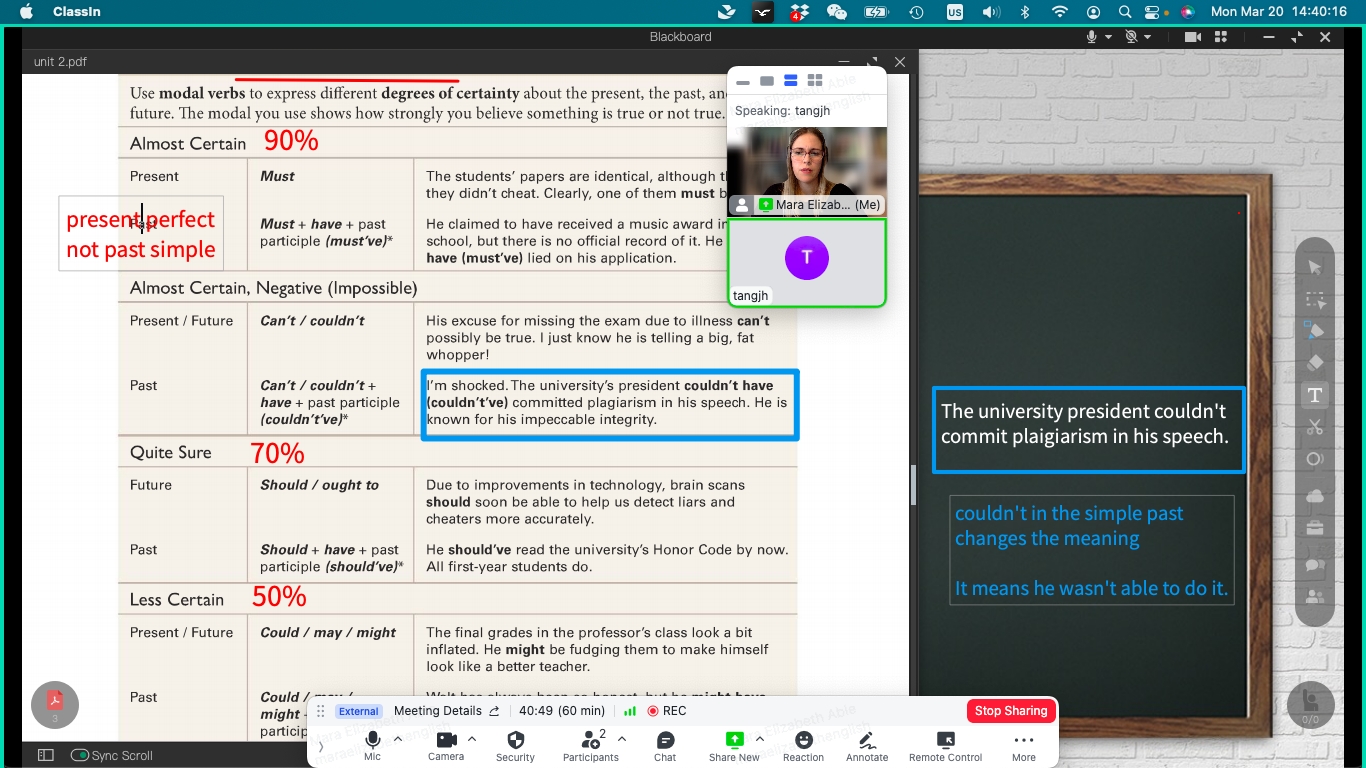 ClassIn
4
US
Mon Mar 20 14:40:16
Blackboard
unit 2.pdf
Use modal verbs to express different degrees of certainty about the present, the past, and
future. The modal you use shows how strongly you believe something is true or not true.
Almost Certain 90%
Present
Must
The students’ papers are identical, although th
they didn’t cheat. Clearly, one of them must b
present perfect
not past simple
Past
Must + have + past
participle (must’ve)*
He claimed to have received a music award in
school, but there is no official record of it. He
have (must’ve) lied on his application.
Almost Certain, Negative (Impossible)
Present / Future
Can’t / couldn’t
His excuse for missing the exam due to illness can’t
possibly be true. I just know he is telling a big, fat
whopper!
Past
Can’t / couldn’t +
have + past participle
(couldn’t’ve)*
I’m shocked. The university’s president couldn’t have
(couldn’t’ve) committed plagiarism in his speech. He is
known for his impeccable integrity.
Quite Sure 70%
Future
Should / ought to
Due to improvements in technology, brain scans
should soon be able to help us detect liars and
cheaters more accurately.
Past
Should + have + past
participle (should’ve)*
He should’ve read the university’s Honor Code by now.
All first-year students do.
Less Certain 50%
Present / Future
Could / may / might
The final grades in the professor’s class look a bit
inflated. He might be fudging them to make himself
look like a better teacher.
Past
Could / may /
might
Walt has always been so honest, but he might have
Speaking: tangjh
Mara Elizab... (Me)
T
tangjh
The university president couldn't
commit plaigiarism in his speech.
couldn't in the simple past
changes the meaning
It means he wasn't able to do it.
T
3
0/0
Sync Scroll
External
Meeting Details
40:49 (60 min)
REC
Stop Sharing
Mic
Camera
Security
2
Participants
Chat
Share New
Reaction
Annotate
Remote Control
More